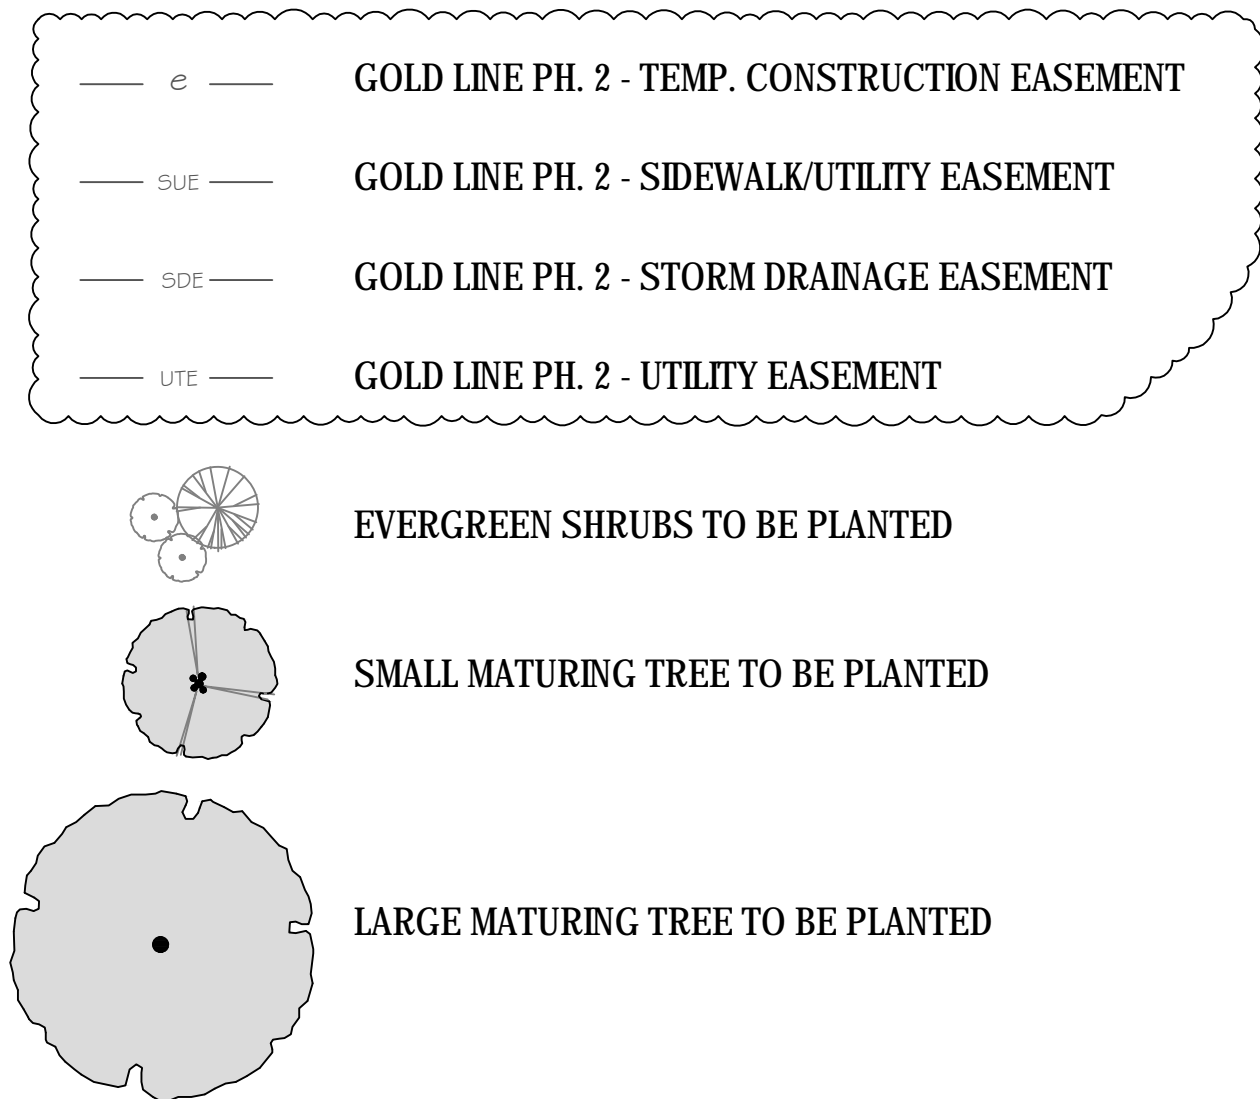 e GOLD LINE PH. 2 - TEMP. CONSTRUCTION EASEMENT
SUE GOLD LINE PH. 2 - SIDEWALK/UTILITY EASEMENT
SDE GOLD LINE PH. 2 - STORM DRAINAGE EASEMENT
UTE GOLD LINE PH. 2 - UTILITY EASEMENT
EVERGREEN SHRUBS TO BE PLANTED
SMALL MATURING TREE TO BE PLANTED
LARGE MATURING TREE TO BE PLANTED